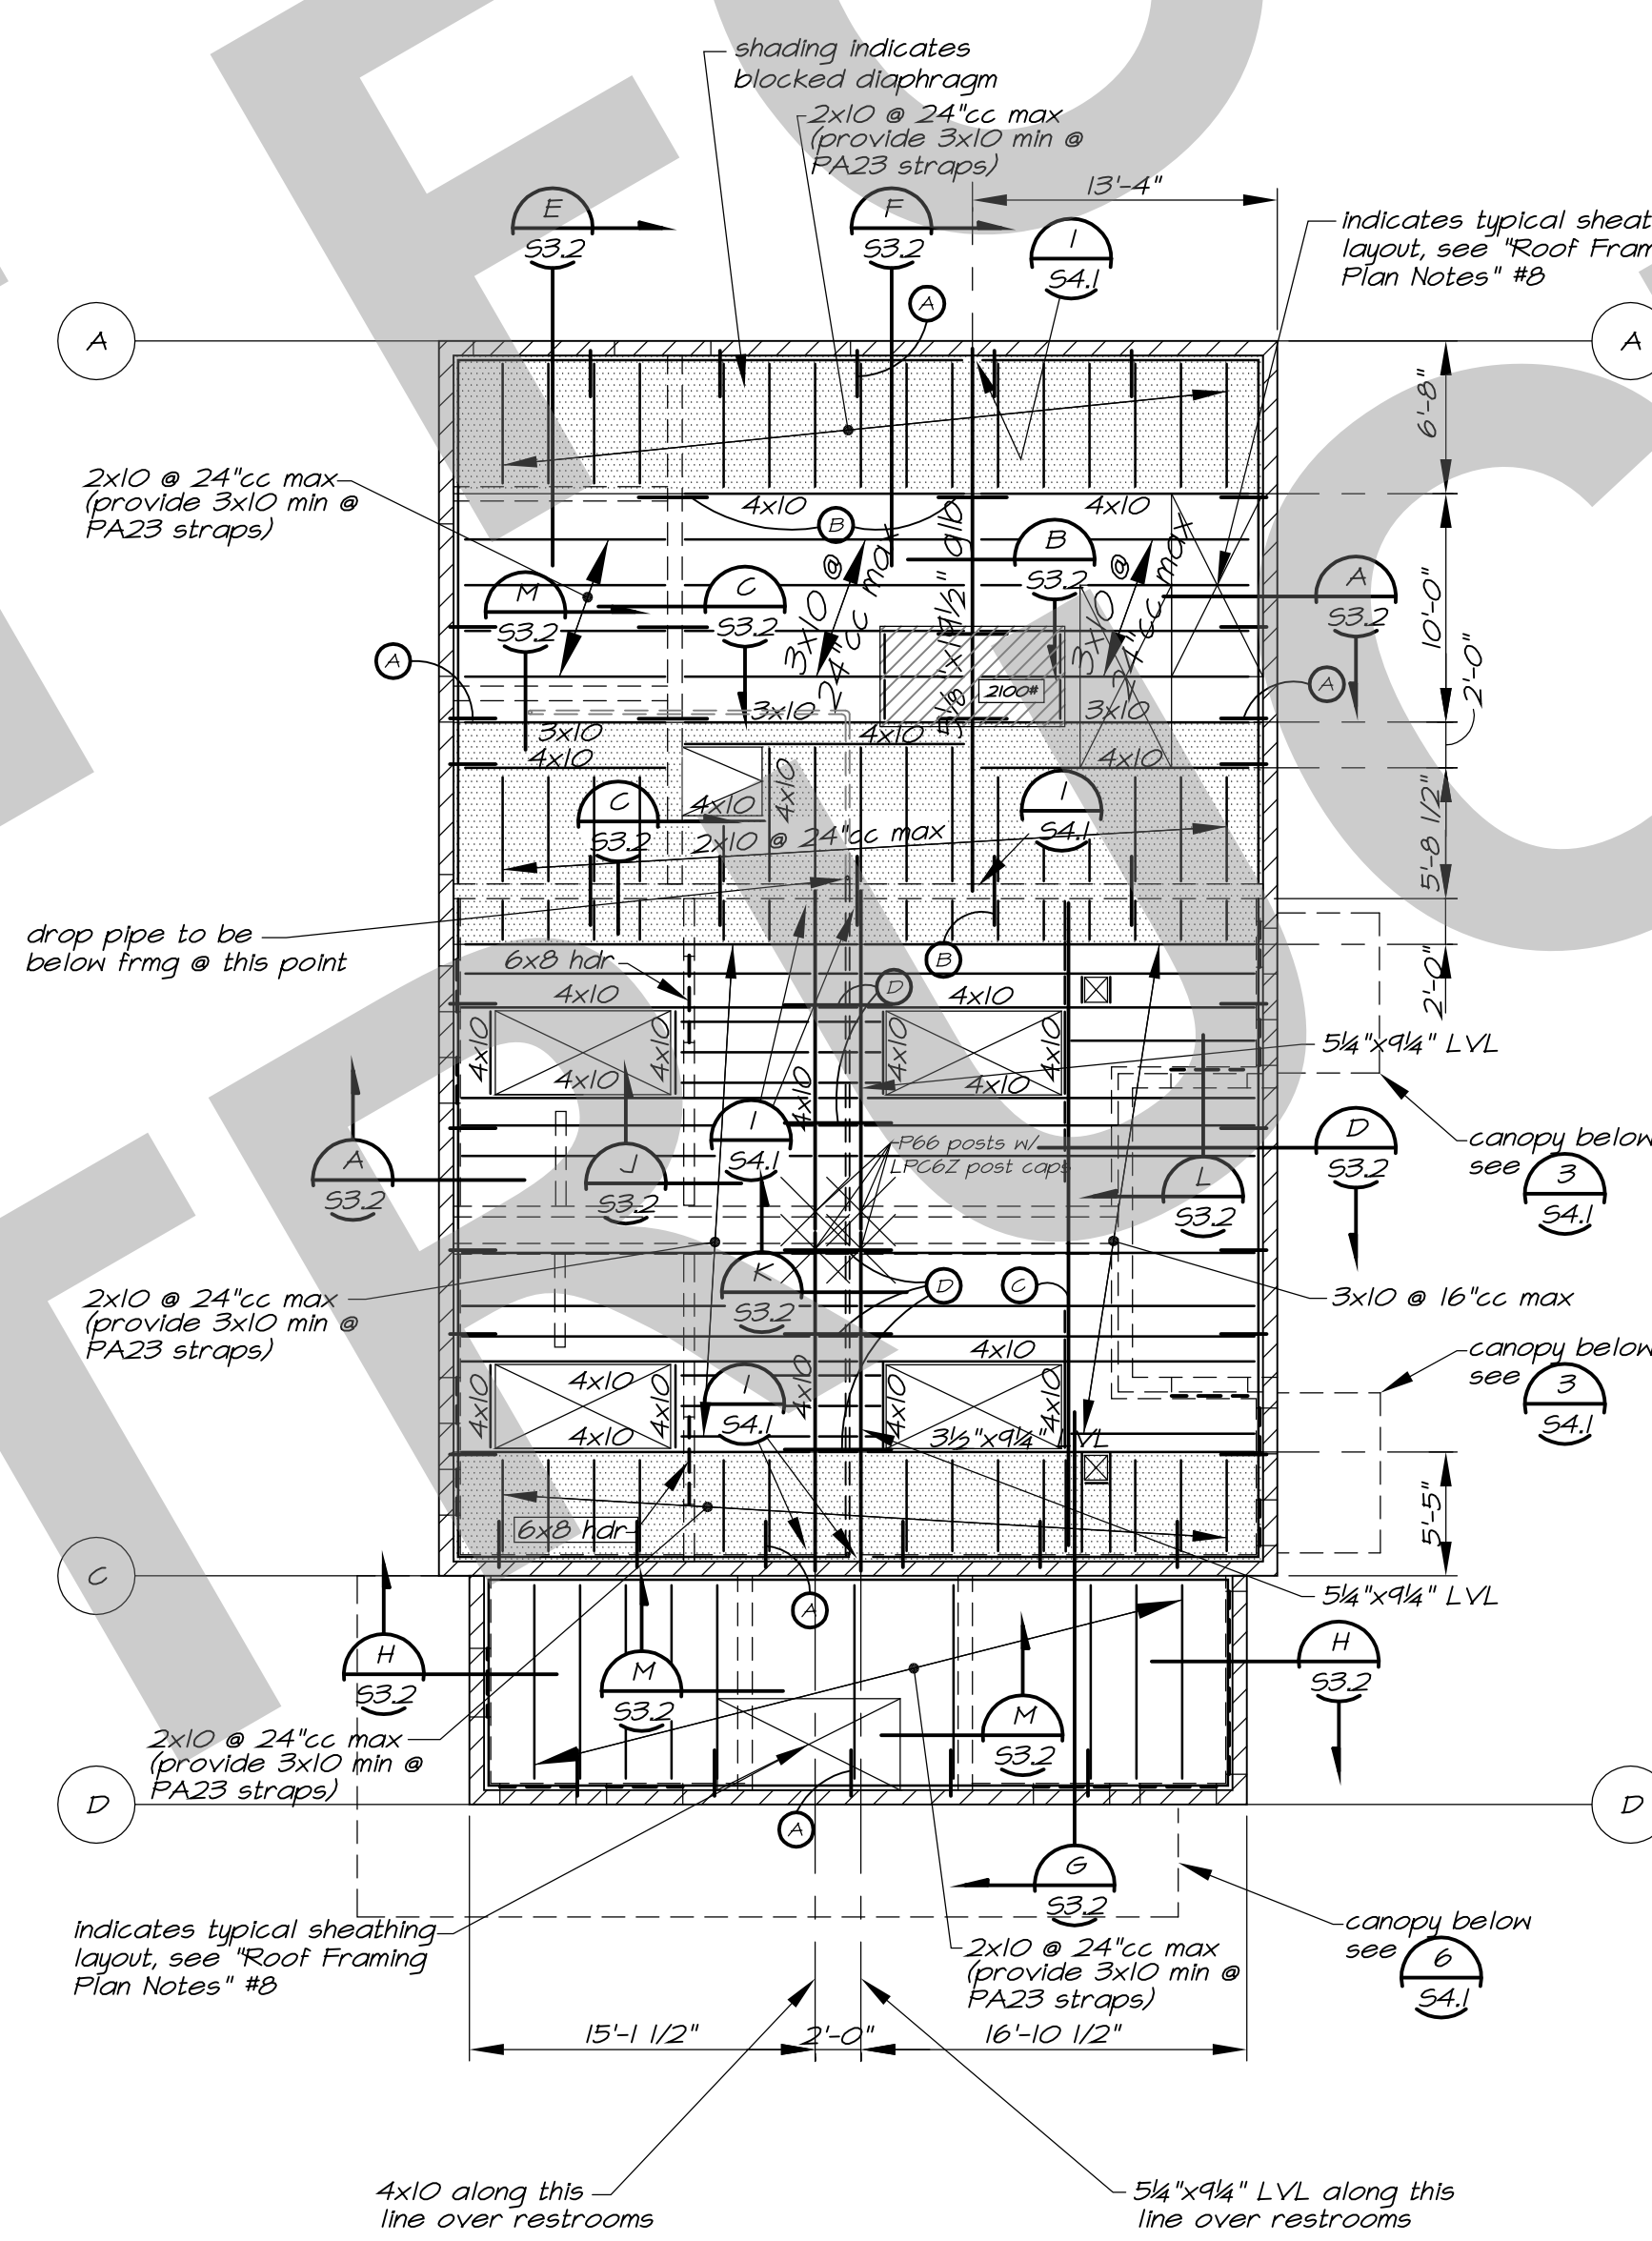 shading indicates
blocked diaphragm
2x10 @ 24"cc max
(provide 3x10 min @
PA23 straps)
13'-4"
E
S3.2
F
S3.2
1
S4.1
indicates typical sheat
layout, see "Roof Fram
Plan Notes" #8
A
A
A
6'-8"
2x10 @ 24"cc max
(provide 3x10 min @
PA23 straps)
4x10
4x10
B
B
S3.2
M
S3.2
C
S3.2
3x10 @
24"cc max
5 1/8"x19 1/2" glb
3x10 @
24"cc max
A
S3.2
10'-0"
2'-0"
A
A
2100#
3x10
3x10
3x10
4x10
4x10
4x10
4x10
4x10
C
S3.2
1
S4.1
2x10 @ 24"cc max
5'-8 1/2"
drop pipe to be
below frmg @ this point
B
6x8 hdr
D
2'-0"
4x10
4x10
4x10
4x10
4x10
4x10
4x10
4x10
4x10
5¼"x9¼" LVL
1
S4.1
P66 posts w/
LPC6Z post caps
A
S3.2
J
S3.2
L
S3.2
D
S3.2
canopy below
see
3
S4.1
K
S3.2
D
C
2x10 @ 24"cc max
(provide 3x10 min @
PA23 straps)
3x10 @ 16"cc max
canopy below
see
3
S4.1
4x10
4x10
4x10
4x10
4x10
4x10
4x10
4x10
1
S4.1
3½"x9¼" LVL
6x8 hdr
5'-5"
C
A
5¼"x9¼" LVL
H
S3.2
M
S3.2
M
S3.2
H
S3.2
2x10 @ 24"cc max
(provide 3x10 min @
PA23 straps)
D
D
A
G
S3.2
indicates typical sheathing
layout, see "Roof Framing
Plan Notes" #8
2x10 @ 24"cc max
(provide 3x10 min @
PA23 straps)
canopy below
see
6
S4.1
15'-1 1/2"
2'-0"
16'-10 1/2"
4x10 along this
line over restrooms
5¼"x9¼" LVL along this
line over restrooms